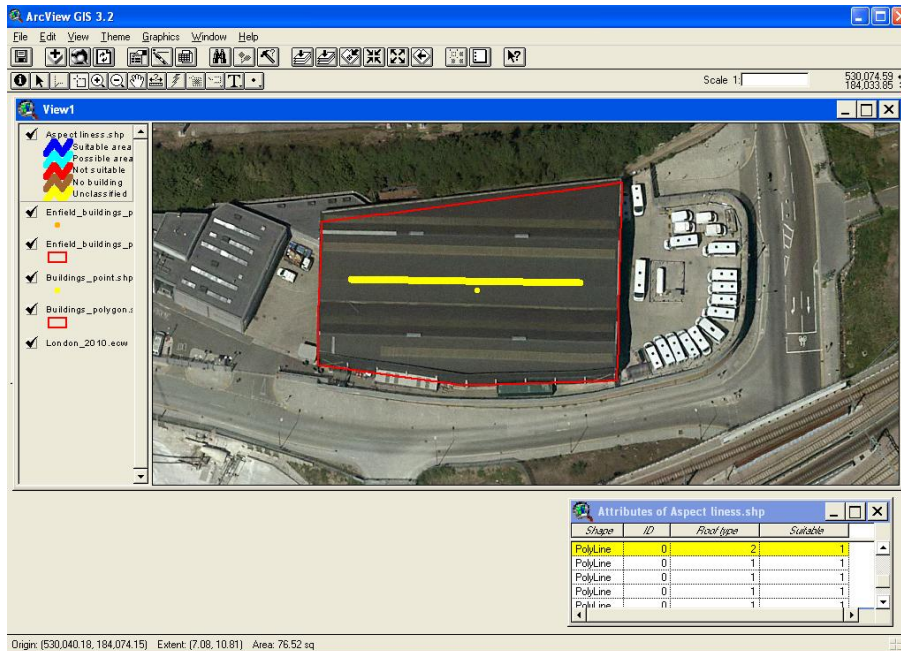 ArcView GIS 3.2
File Edit View Theme Graphics Window Help
Scale 1:
530,074.59
184,033.85
View1
Aspect liness.shp
Suitable area
Possible area
Not suitable
No building
Unclassified
Enfield_buildings_p
Enfield_buildings_p
Buildings_point.shp
Buildings_polygon.s
London_2010.ecw
Attributes of Aspect liness.shp
Shape ID Roof type Suitable
PolyLine 0 2 1
PolyLine 0 1 1
PolyLine 0 1 1
PolyLine 0 1 1
PolyLine 0 1 1
Origin: (530,040.18, 184,074.15) Extent: (7.08, 10.81) Area: 76.52 sq